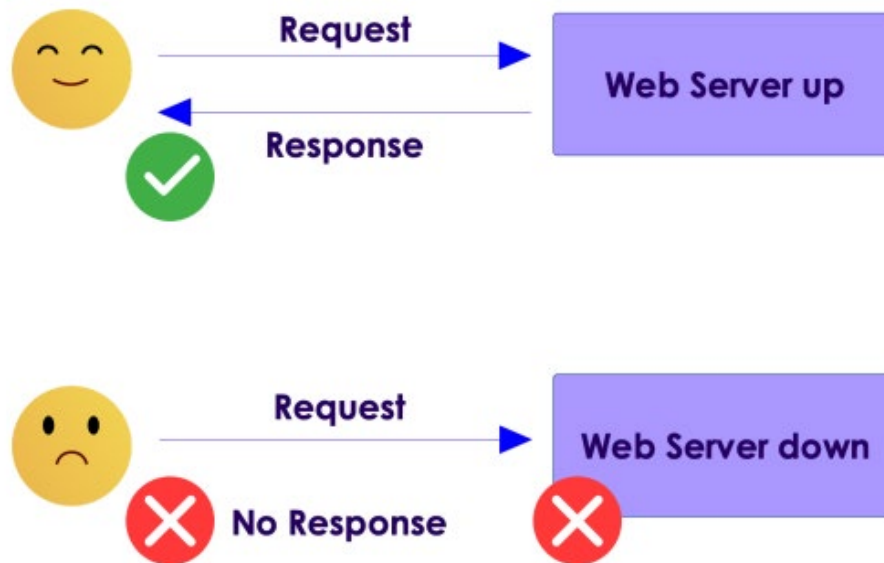 Request
Web Server up
Response
Request
Web Server down
No Response